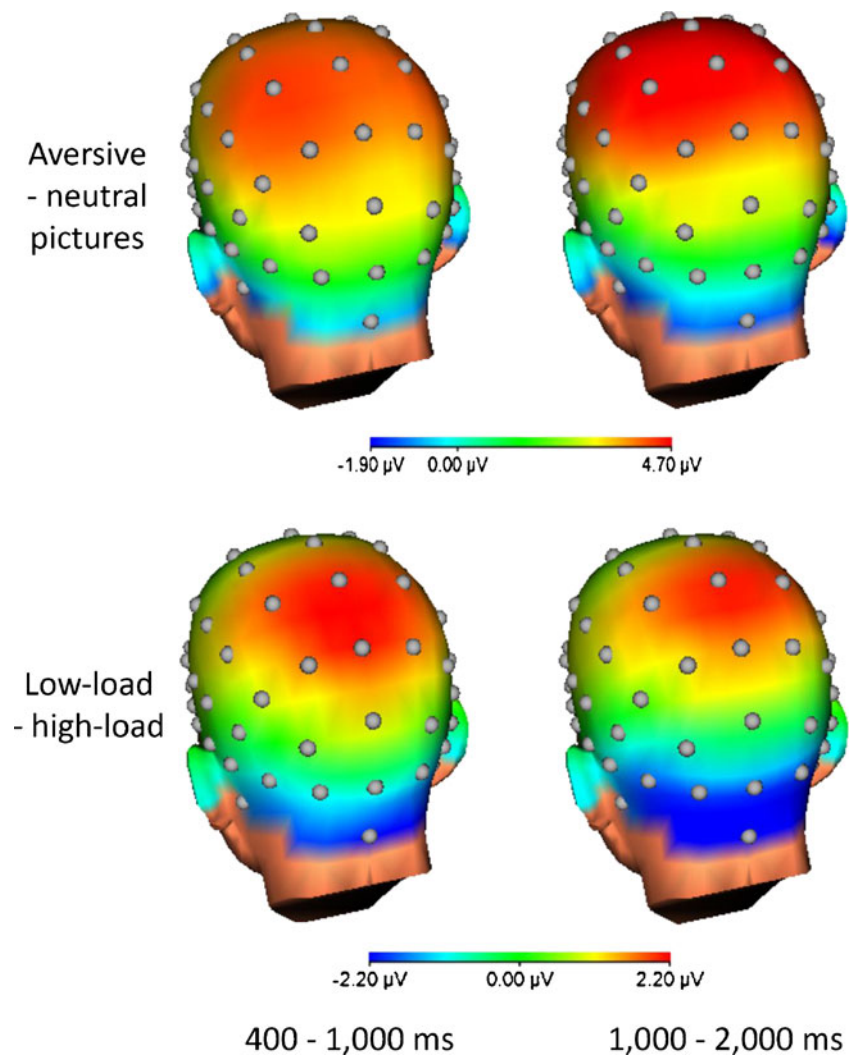 Aversive
- neutral
pictures
-1.90 µV 0.00 µV 4.70 µV
Low-load
- high-load
-2.20 µV 0.00 µV 2.20 µV
400 - 1,000 ms 1,000 - 2,000 ms